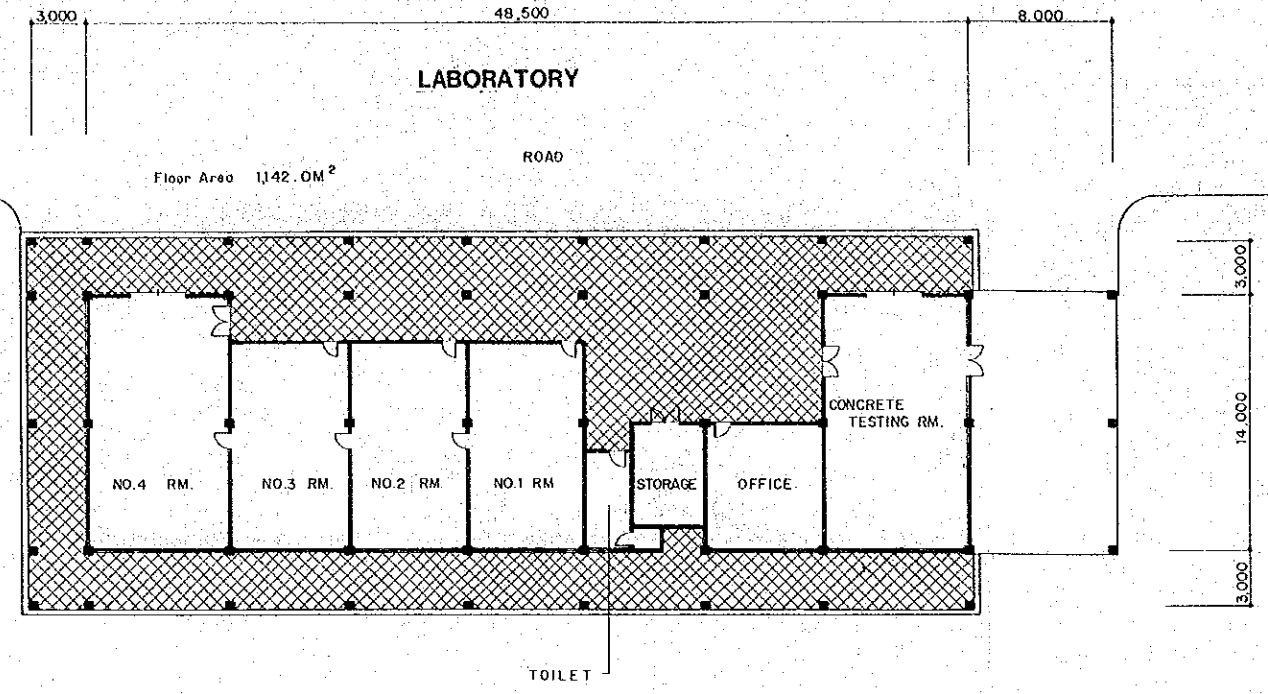 3,000
48,500
8.000
LABORATORY
ROAD
Floor Area 1,142.0M²
3,000
14,000
3,000
CONCRETE
TESTING RM.
NO.4 RM.
NO.3 RM.
NO.2 RM.
NO.1 RM
STORAGE
OFFICE.
TOILET